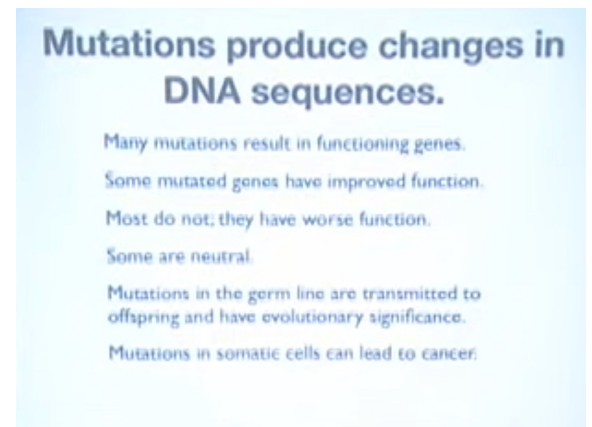 Mutations produce changes in
DNA sequences.
Many mutations result in functioning genes.
Some mutated genes have improved function.
Most do not; they have worse function.
Some are neutral.
Mutations in the germ line are transmitted to
offspring and have evolutionary significance.
Mutations in somatic cells can lead to cancer.